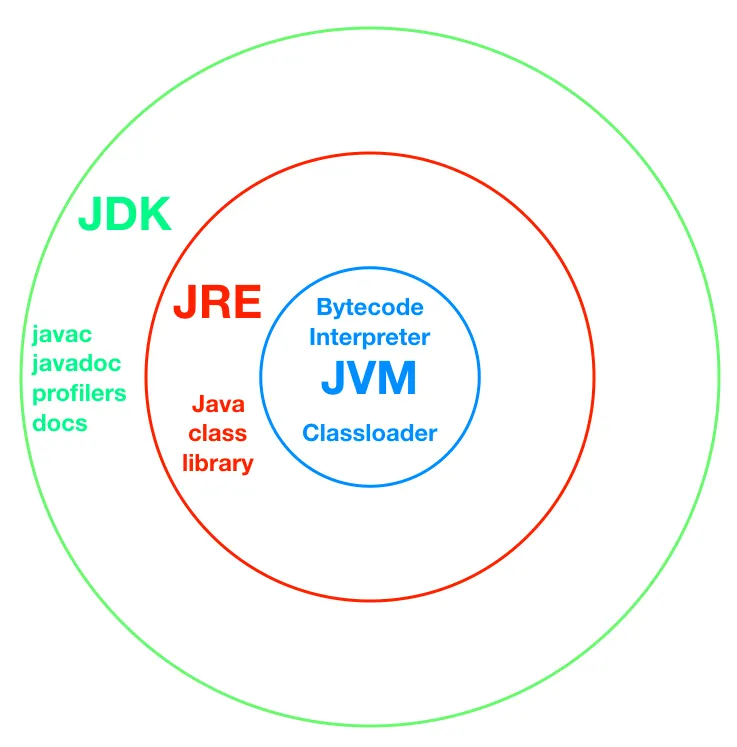 JDK
javac
javadoc
profilers
docs
JRE
Java
class
library
Bytecode
Interpreter
JVM
Classloader